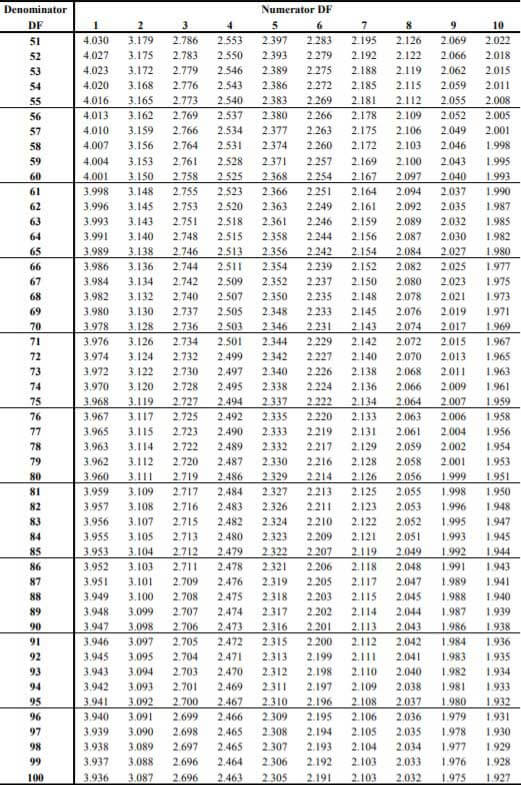 Denominator Numerator DF
DF 1 2 3 4 5 6 7 8 9 10
51 4.030 3.179 2.786 2.553 2.397 2.283 2.195 2.126 2.069 2.022
52 4.027 3.175 2.783 2.550 2.393 2.279 2.192 2.122 2.066 2.018
53 4.023 3.172 2.779 2.546 2.389 2.275 2.188 2.119 2.062 2.015
54 4.020 3.168 2.776 2.543 2.386 2.272 2.185 2.115 2.059 2.011
55 4.016 3.165 2.773 2.540 2.383 2.269 2.181 2.112 2.055 2.008
56 4.013 3.162 2.769 2.537 2.380 2.266 2.178 2.109 2.052 2.005
57 4.010 3.159 2.766 2.534 2.377 2.263 2.175 2.106 2.049 2.001
58 4.007 3.156 2.764 2.531 2.374 2.260 2.172 2.103 2.046 1.998
59 4.004 3.153 2.761 2.528 2.371 2.257 2.169 2.100 2.043 1.995
60 4.001 3.150 2.758 2.525 2.368 2.254 2.167 2.097 2.040 1.993
61 3.998 3.148 2.755 2.523 2.366 2.251 2.164 2.094 2.037 1.990
62 3.996 3.145 2.753 2.520 2.363 2.249 2.161 2.092 2.035 1.987
63 3.993 3.143 2.751 2.518 2.361 2.246 2.159 2.089 2.032 1.985
64 3.991 3.140 2.748 2.515 2.358 2.244 2.156 2.087 2.030 1.982
65 3.989 3.138 2.746 2.513 2.356 2.242 2.154 2.084 2.027 1.980
66 3.986 3.136 2.744 2.511 2.354 2.239 2.152 2.082 2.025 1.977
67 3.984 3.134 2.742 2.509 2.352 2.237 2.150 2.080 2.023 1.975
68 3.982 3.132 2.740 2.507 2.350 2.235 2.148 2.078 2.021 1.973
69 3.980 3.130 2.737 2.505 2.348 2.233 2.145 2.076 2.019 1.971
70 3.978 3.128 2.736 2.503 2.346 2.231 2.143 2.074 2.017 1.969
71 3.976 3.126 2.734 2.501 2.344 2.229 2.142 2.072 2.015 1.967
72 3.974 3.124 2.732 2.499 2.342 2.227 2.140 2.070 2.013 1.965
73 3.972 3.122 2.730 2.497 2.340 2.226 2.138 2.068 2.011 1.963
74 3.970 3.120 2.728 2.495 2.338 2.224 2.136 2.066 2.009 1.961
75 3.968 3.119 2.727 2.494 2.337 2.222 2.134 2.064 2.007 1.959
76 3.967 3.117 2.725 2.492 2.335 2.220 2.133 2.063 2.006 1.958
77 3.965 3.115 2.723 2.490 2.333 2.219 2.131 2.061 2.004 1.956
78 3.963 3.114 2.722 2.489 2.332 2.217 2.129 2.059 2.002 1.954
79 3.962 3.112 2.720 2.487 2.330 2.216 2.128 2.058 2.001 1.953
80 3.960 3.111 2.719 2.486 2.329 2.214 2.126 2.056 1.999 1.951
81 3.959 3.109 2.717 2.484 2.327 2.213 2.125 2.055 1.998 1.950
82 3.957 3.108 2.716 2.483 2.326 2.211 2.123 2.053 1.996 1.948
83 3.956 3.107 2.715 2.482 2.324 2.210 2.122 2.052 1.995 1.947
84 3.955 3.105 2.713 2.480 2.323 2.209 2.121 2.051 1.993 1.945
85 3.953 3.104 2.712 2.479 2.322 2.207 2.119 2.049 1.992 1.944
86 3.952 3.103 2.711 2.478 2.321 2.206 2.118 2.048 1.991 1.943
87 3.951 3.101 2.709 2.476 2.319 2.205 2.117 2.047 1.989 1.941
88 3.949 3.100 2.708 2.475 2.318 2.203 2.115 2.045 1.988 1.940
89 3.948 3.099 2.707 2.474 2.317 2.202 2.114 2.044 1.987 1.939
90 3.947 3.098 2.706 2.473 2.316 2.201 2.113 2.043 1.986 1.938
91 3.946 3.097 2.705 2.472 2.315 2.200 2.112 2.042 1.984 1.936
92 3.945 3.095 2.704 2.471 2.313 2.199 2.111 2.041 1.983 1.935
93 3.943 3.094 2.703 2.470 2.312 2.198 2.110 2.040 1.982 1.934
94 3.942 3.093 2.701 2.469 2.311 2.197 2.109 2.038 1.981 1.933
95 3.941 3.092 2.700 2.467 2.310 2.196 2.108 2.037 1.980 1.932
96 3.940 3.091 2.699 2.466 2.309 2.195 2.106 2.036 1.979 1.931
97 3.939 3.090 2.698 2.465 2.308 2.194 2.105 2.035 1.978 1.930
98 3.938 3.089 2.697 2.465 2.307 2.193 2.104 2.034 1.977 1.929
99 3.937 3.088 2.696 2.464 2.306 2.192 2.103 2.033 1.976 1.928
100 3.936 3.087 2.696 2.463 2.305 2.191 2.103 2.032 1.975 1.927